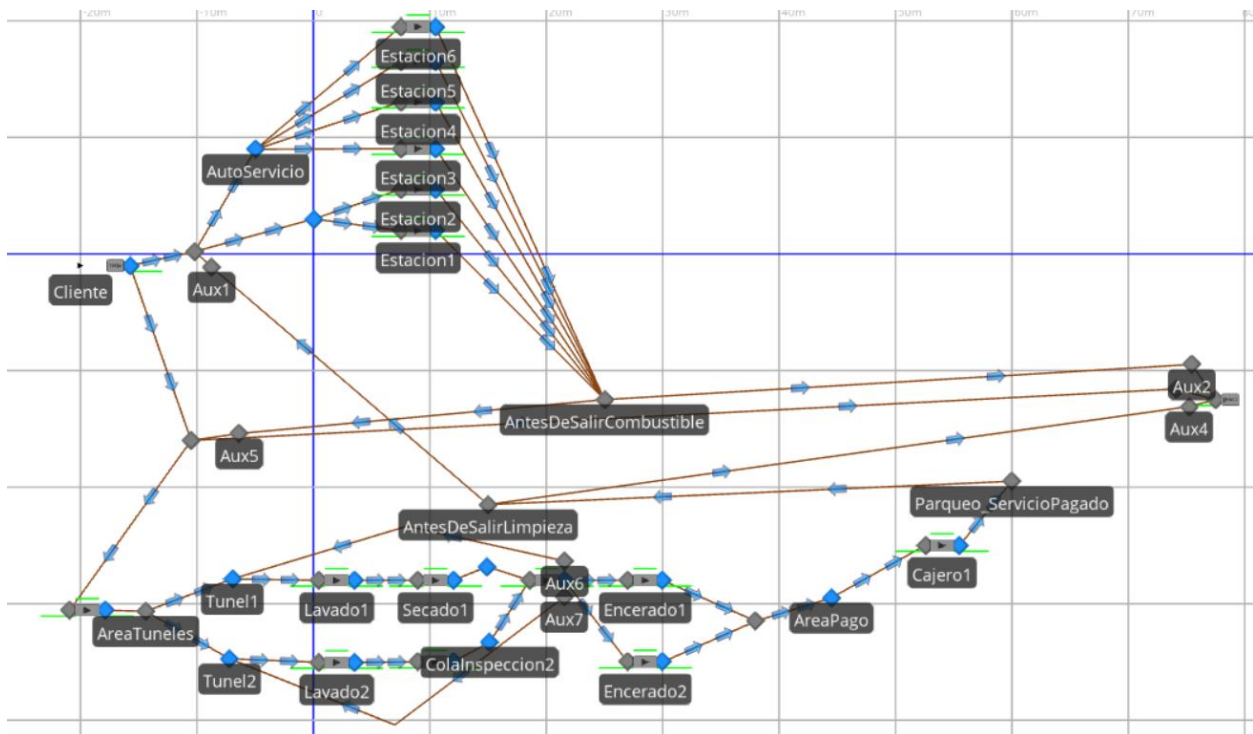 -20m
-10m
0
10m
20m
30m
40m
50m
60m
70m
Estacion6
Estacion5
Estacion4
AutoServicio
Estacion3
Estacion2
Estacion1
Cliente
Aux1
Aux2
AntesDeSalirCombustible
Aux4
Aux5
Parqueo_ServicioPagado
AntesDeSalirLimpieza
Cajero1
Aux6
Tunel1
Lavado1
Secado1
Encerado1
Aux7
AreaPago
AreaTuneles
ColaInspeccion2
Tunel2
Lavado2
Encerado2